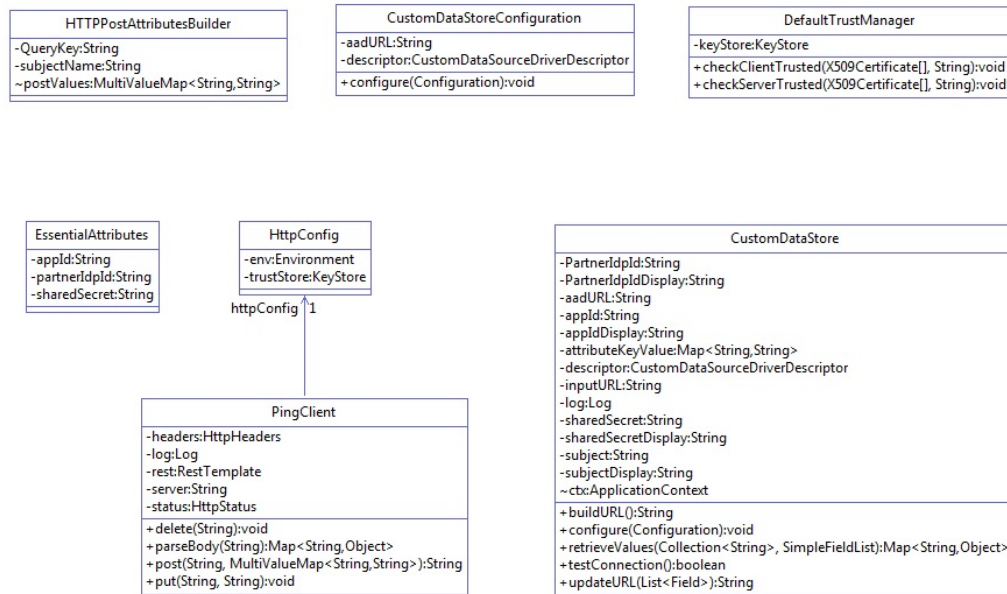 HTTPPostAttributesBuilder
-QueryKey:String
-subjectName:String
~postValues:MultiValueMap<String,String>
CustomDataStoreConfiguration
-aadURL:String
-descriptor:CustomDataSourceDriverDescriptor
+configure(Configuration):void
DefaultTrustManager
-keyStore:KeyStore
+checkClientTrusted(X509Certificate[], String):void
+checkServerTrusted(X509Certificate[], String):void
EssentialAttributes
-appId:String
-partnerIdpId:String
-sharedSecret:String
HttpConfig
-env:Environment
-trustStore:KeyStore
httpConfig 1
PingClient
-headers:HttpHeaders
-log:Log
-rest:RestTemplate
-server:String
-status:HttpStatus
+delete(String):void
+parseBody(String):Map<String,Object>
+post(String, MultiValueMap<String,String>):String
+put(String, String):void
CustomDataStore
-PartnerIdpId:String
-PartnerIdpIdDisplay:String
-aadURL:String
-appId:String
-appIdDisplay:String
-attributeKeyValue:Map<String,String>
-descriptor:CustomDataSourceDriverDescriptor
-inputURL:String
-log:Log
-sharedSecret:String
-sharedSecretDisplay:String
-subject:String
-subjectDisplay:String
~ctx:ApplicationContext
+buildURL():String
+configure(Configuration):void
+retrieveValues(Collection<String>, SimpleFieldList):Map<String,Object>
+testConnection():boolean
+updateURL(List<Field>):String